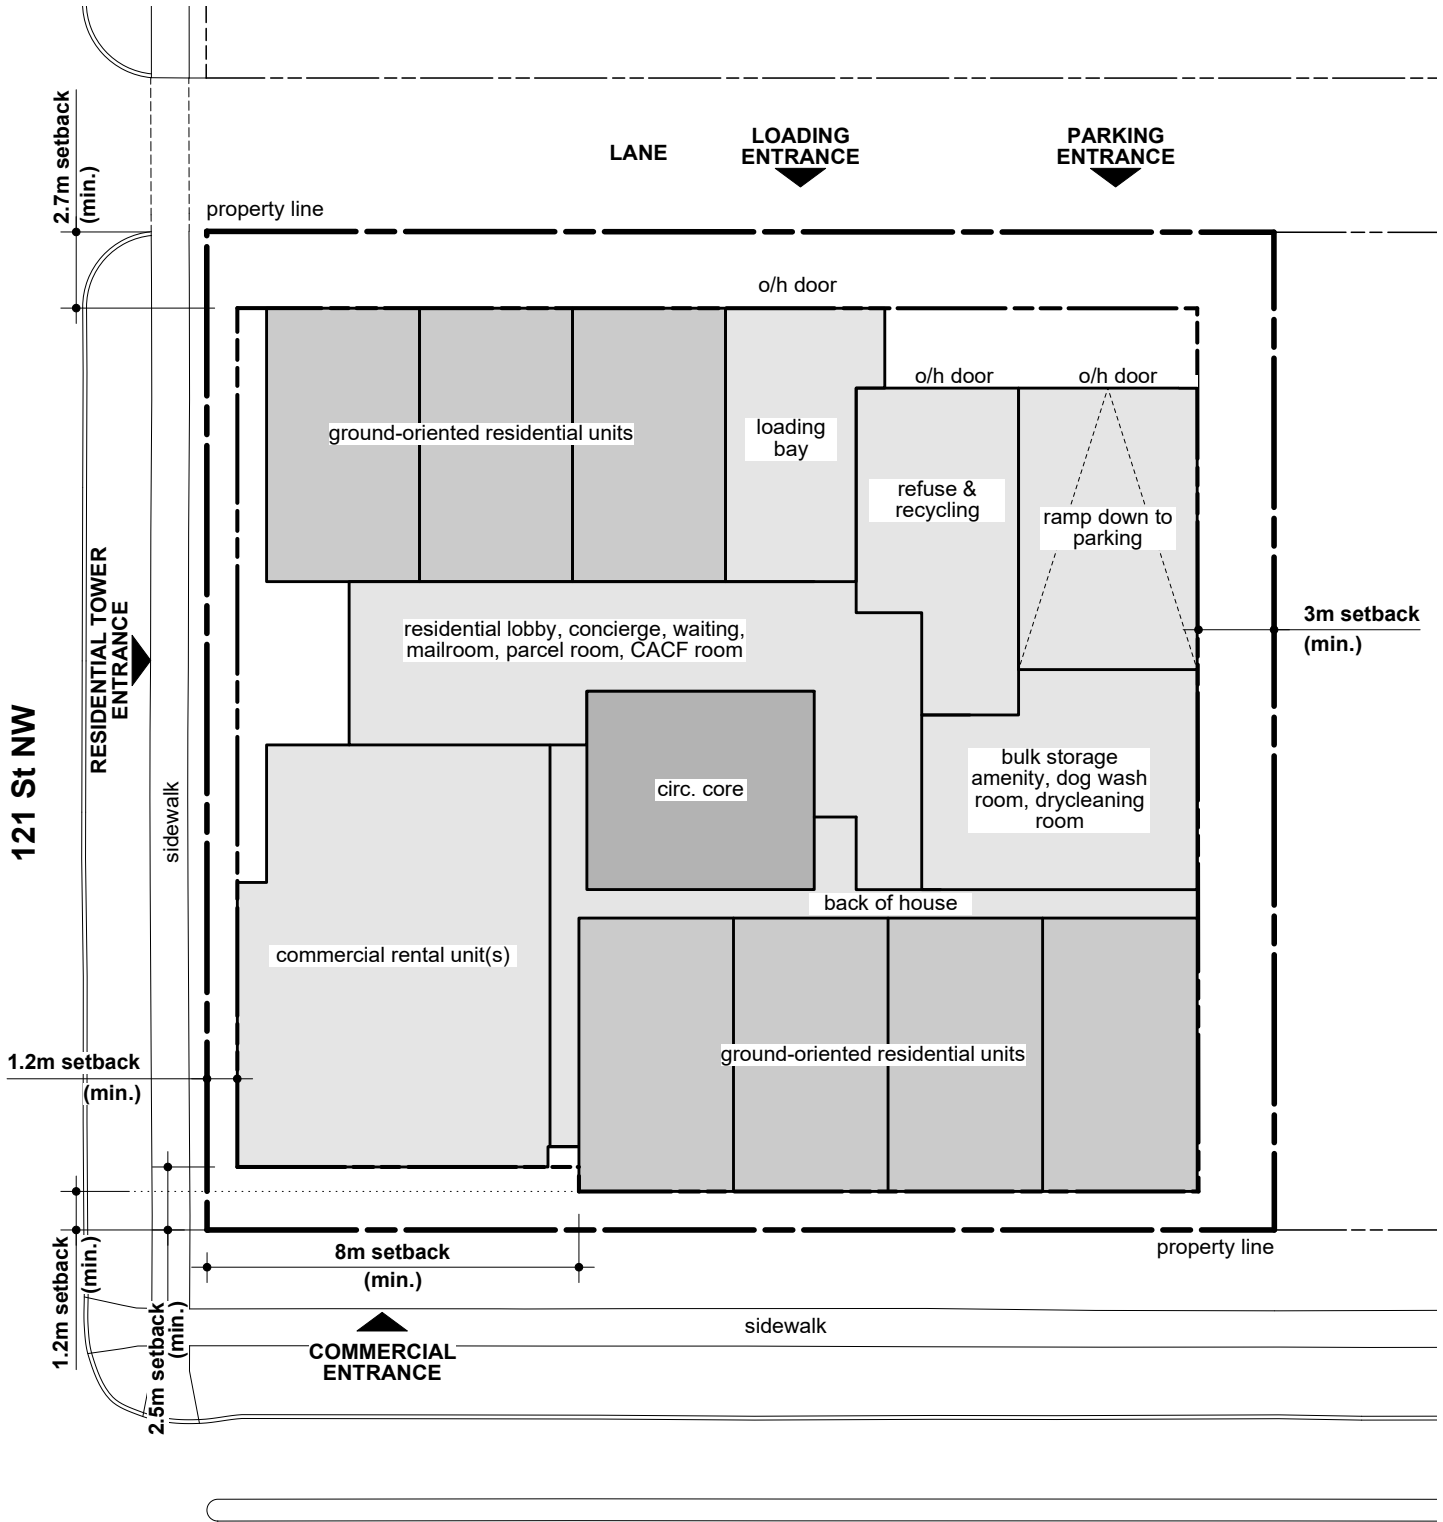 2.7m setback
(min.)
LANE
LOADING
ENTRANCE
PARKING
ENTRANCE
property line
o/h door
o/h door
o/h door
ground-oriented residential units
loading
bay
refuse &
recycling
ramp down to
parking
RESIDENTIAL TOWER
ENTRANCE
residential lobby, concierge, waiting,
mailroom, parcel room, CACF room
3m setback
(min.)
121 St NW
sidewalk
circ. core
bulk storage
amenity, dog wash
room, drycleaning
room
back of house
commercial rental unit(s)
ground-oriented residential units
1.2m setback
(min.)
1.2m setback
(min.)
2.5m setback
(min.)
8m setback
(min.)
property line
COMMERCIAL
ENTRANCE
sidewalk